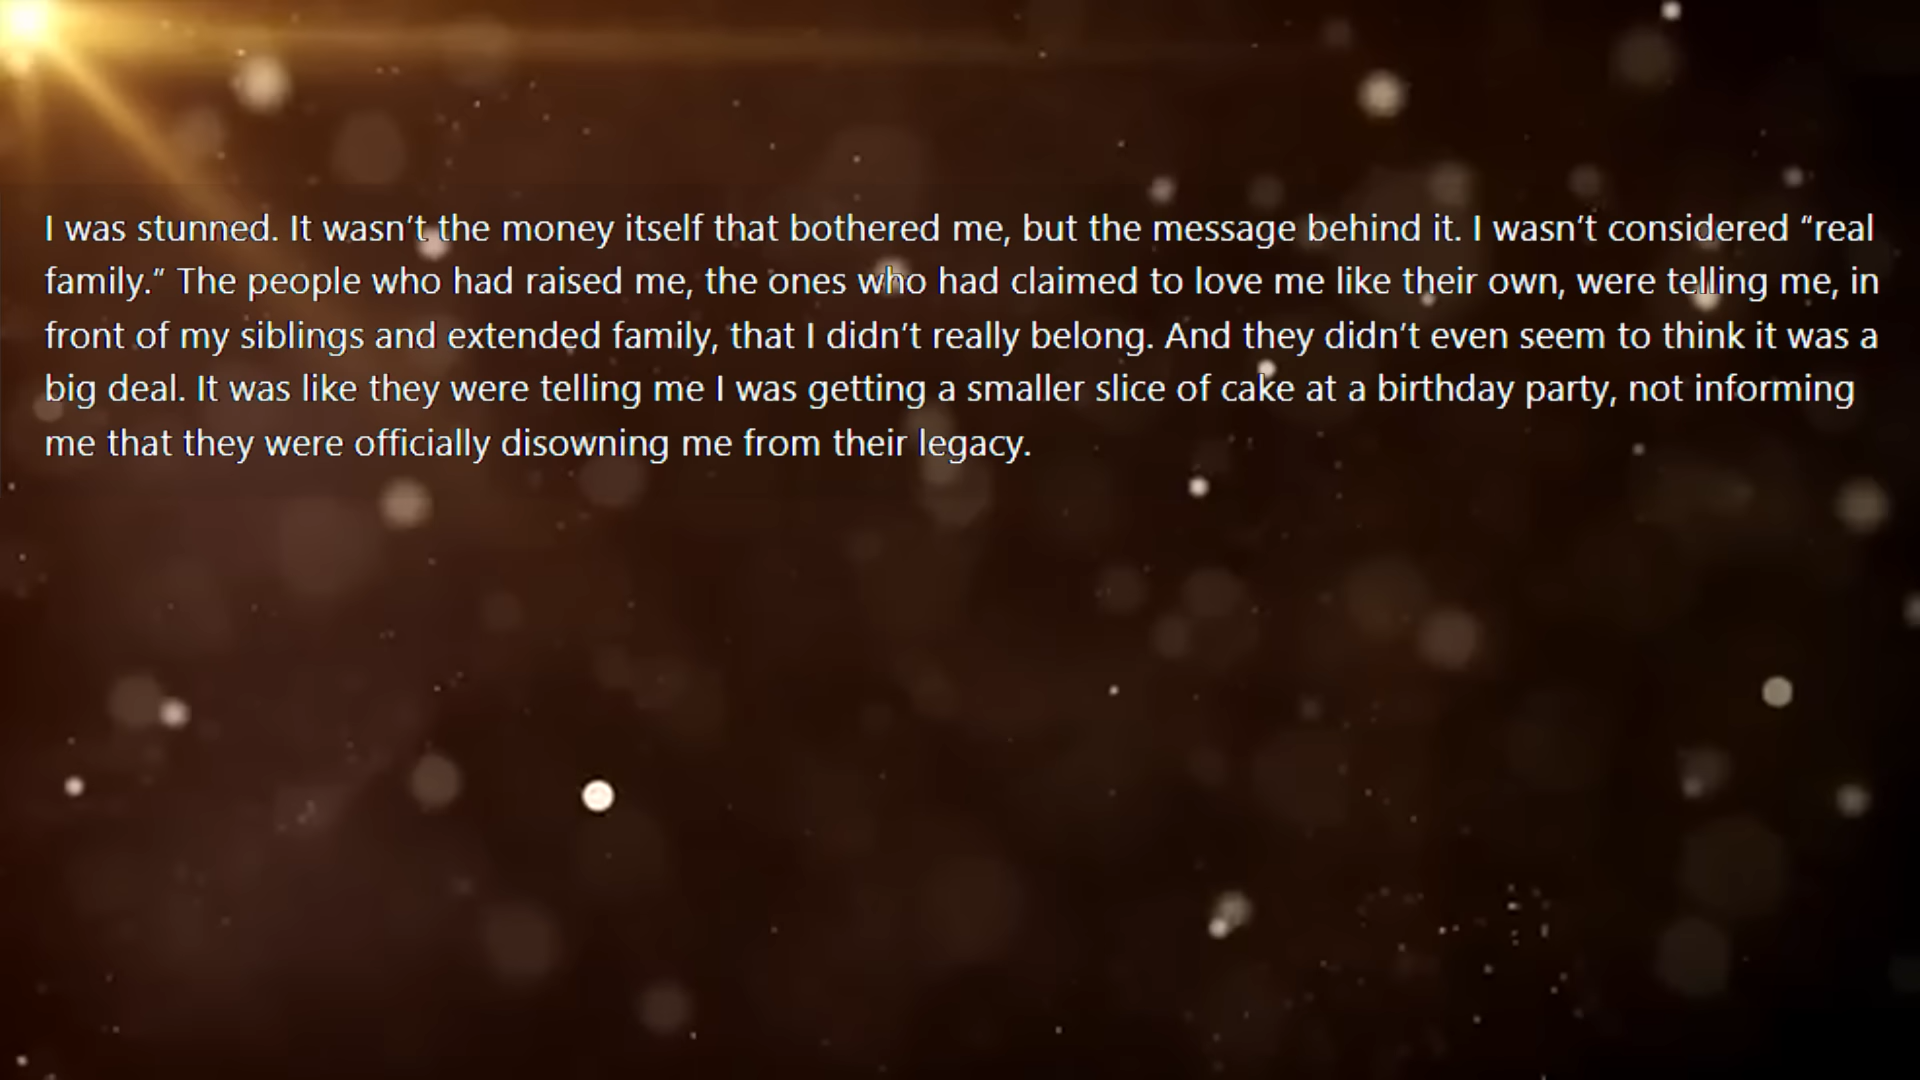 I was stunned. It wasn’t the money itself that bothered me, but the message behind it. I wasn’t considered “real
family.” The people who had raised me, the ones who had claimed to love me like their own, were telling me, in
front of my siblings and extended family, that I didn’t really belong. And they didn’t even seem to think it was a
big deal. It was like they were telling me I was getting a smaller slice of cake at a birthday party, not informing
me that they were officially disowning me from their legacy.